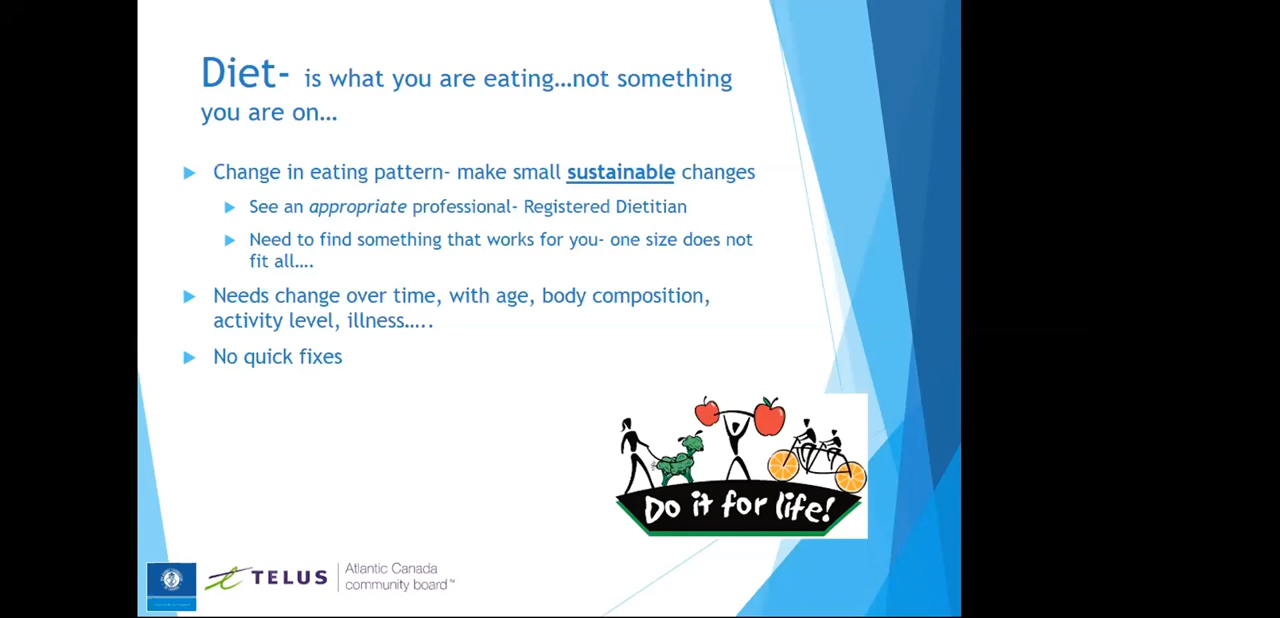 Diet- is what you are eating...not something
you are on...
Change in eating pattern- make small sustainable changes
See an appropriate professional- Registered Dietitian
Need to find something that works for you- one size does not
fit all....
Needs change over time, with age, body composition,
activity level, illness.....
No quick fixes
Do it for life!
TELUS
Atlantic Canada
community board™